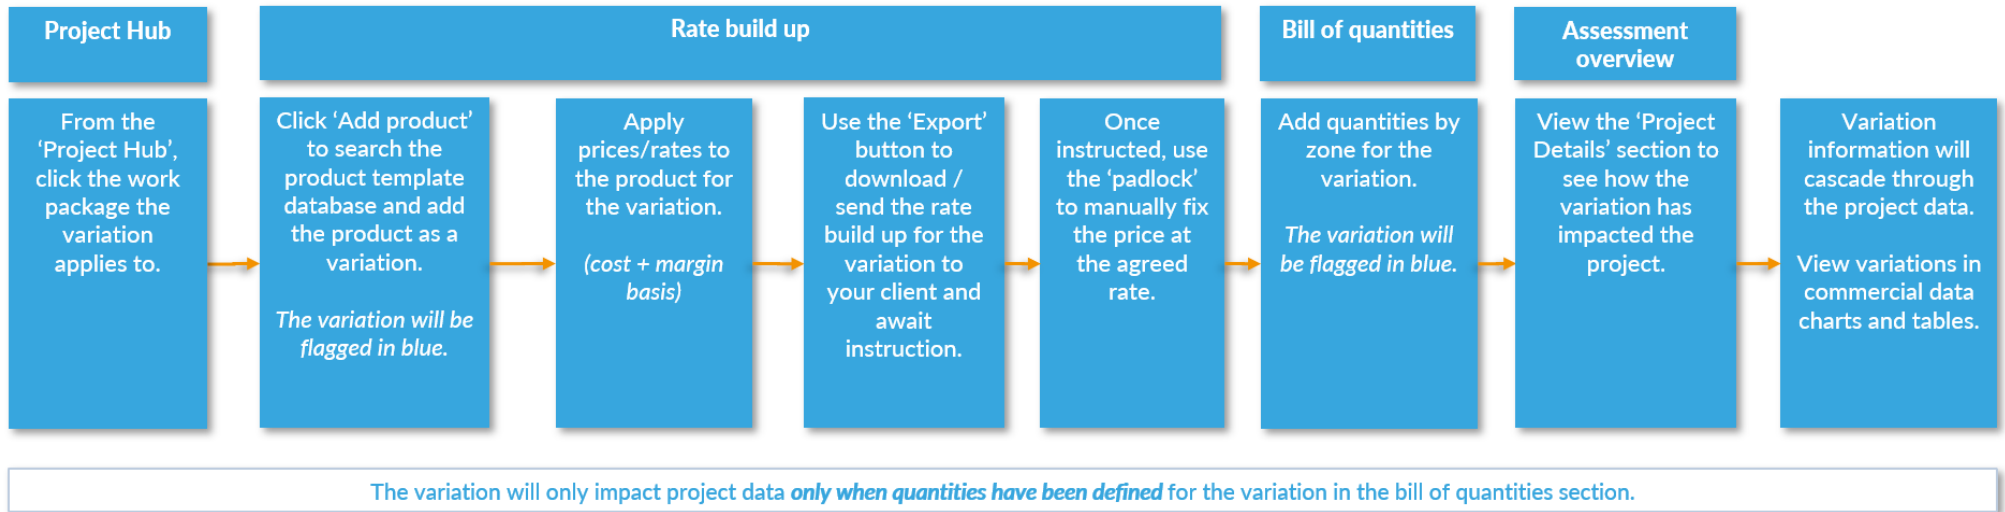 Project Hub
Rate build up
Bill of quantities
Assessment
overview
From the
‘Project Hub’,
click the work
package the
variation
applies to.
Click ‘Add product’
to search the
product template
database and add
the product as a
variation.
The variation will be
flagged in blue.
Apply
prices/rates to
the product for
the variation.
(cost + margin
basis)
Use the ‘Export’
button to
download /
send the rate
build up for the
variation to
your client and
await
instruction.
Once
instructed, use
the ‘padlock’
to manually fix
the price at
the agreed
rate.
Add quantities by
zone for the
variation.
The variation will
be flagged in blue.
View the ‘Project
Details’ section to
see how the
variation has
impacted the
project.
Variation
information will
cascade through
the project data.
View variations in
commercial data
charts and tables.
The variation will only impact project data only when quantities have been defined for the variation in the bill of quantities section.